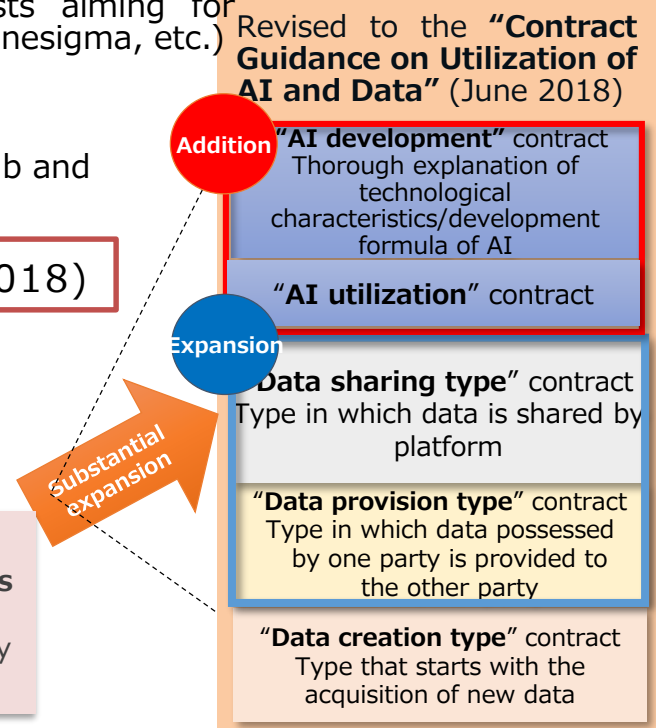 sts aiming for
nesigma, etc.)
b and
018)
Substantial
expansion
s
y
Revised to the “Contract
Guidance on Utilization of
AI and Data” (June 2018)
Addition
“AI development” contract
Thorough explanation of
technological
characteristics/development
formula of AI
“AI utilization” contract
Expansion
Data sharing type” contract
Type in which data is shared by
platform
“Data provision type” contract
Type in which data possessed
by one party is provided to
the other party
“Data creation type” contract
Type that starts with the
acquisition of new data